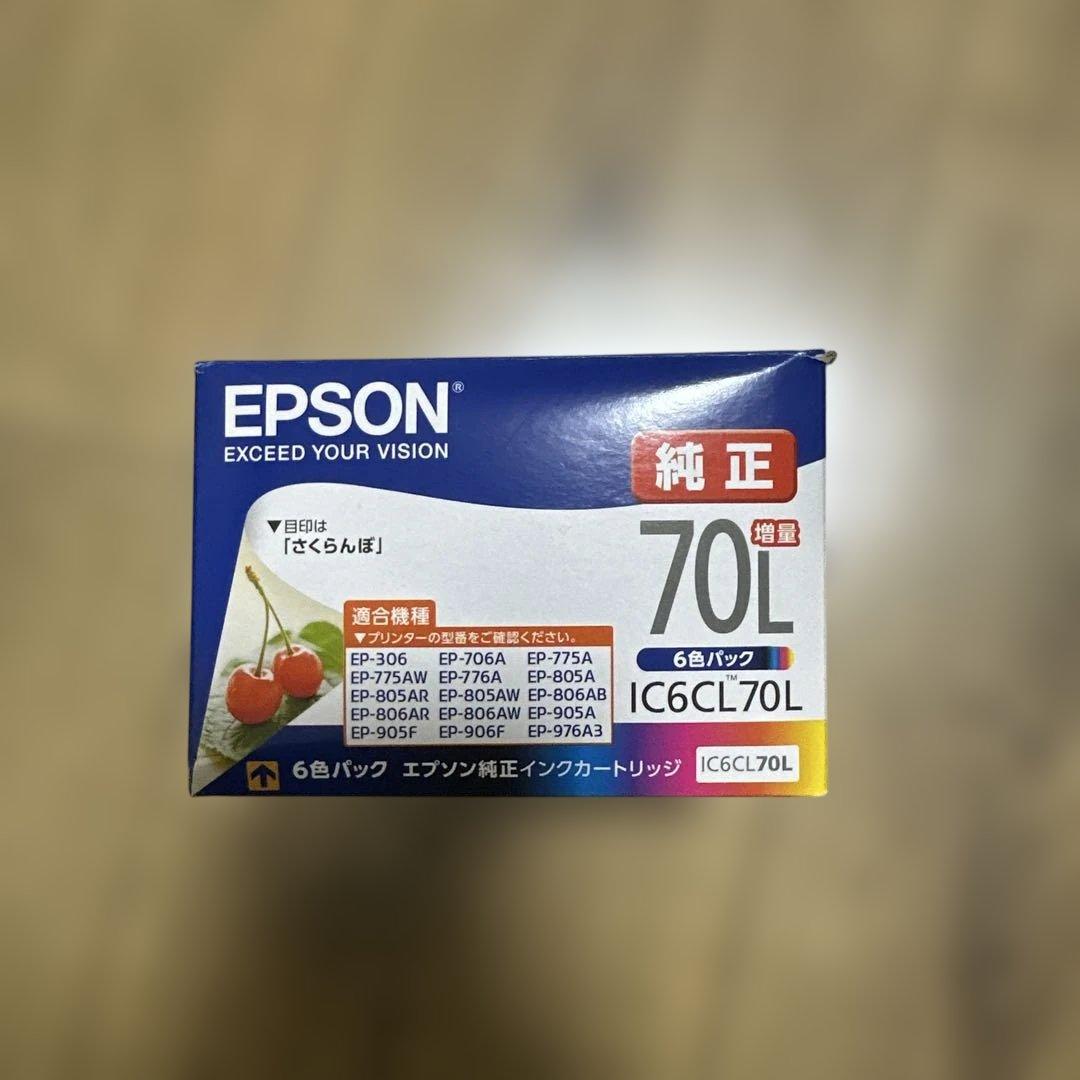 EPSON®
EXCEED YOUR VISION
純正
▼目印は
「さくらんぼ」
70L 増量
適合機種
▼プリンターの型番をご確認ください。
EP-306 EP-706A EP-775A
EP-775AW EP-776A EP-805A
EP-805AR EP-805AW EP-806AB
EP-806AR EP-806AW EP-905A
EP-905F EP-906F EP-976A3
6色パック
IC6CL™70L
6色パック エプソン純正インクカートリッジ IC6CL70L